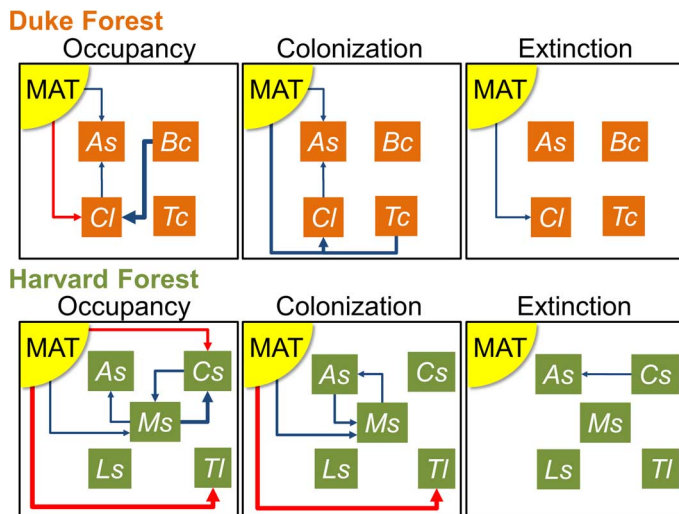 Duke Forest
Occupancy Colonization Extinction
MAT MAT MAT
As Bc As Bc As Bc
Cl Tc Cl Tc Cl Tc
Harvard Forest
Occupancy Colonization Extinction
MAT MAT MAT
As Cs As Cs As Cs
Ms Ms Ms
Ls Tl Ls Tl Ls Tl